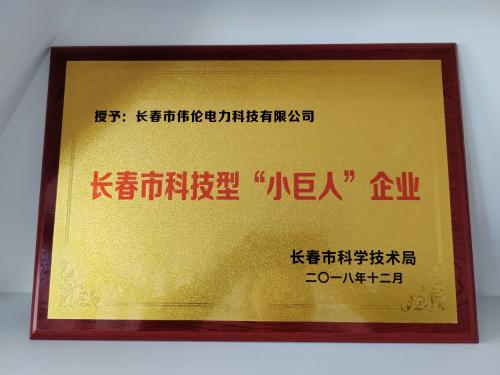 授予：长春市伟伦电力科技有限公司
长春市科技型“小巨人”企业
长春市科学技术局
二〇一八年十二月